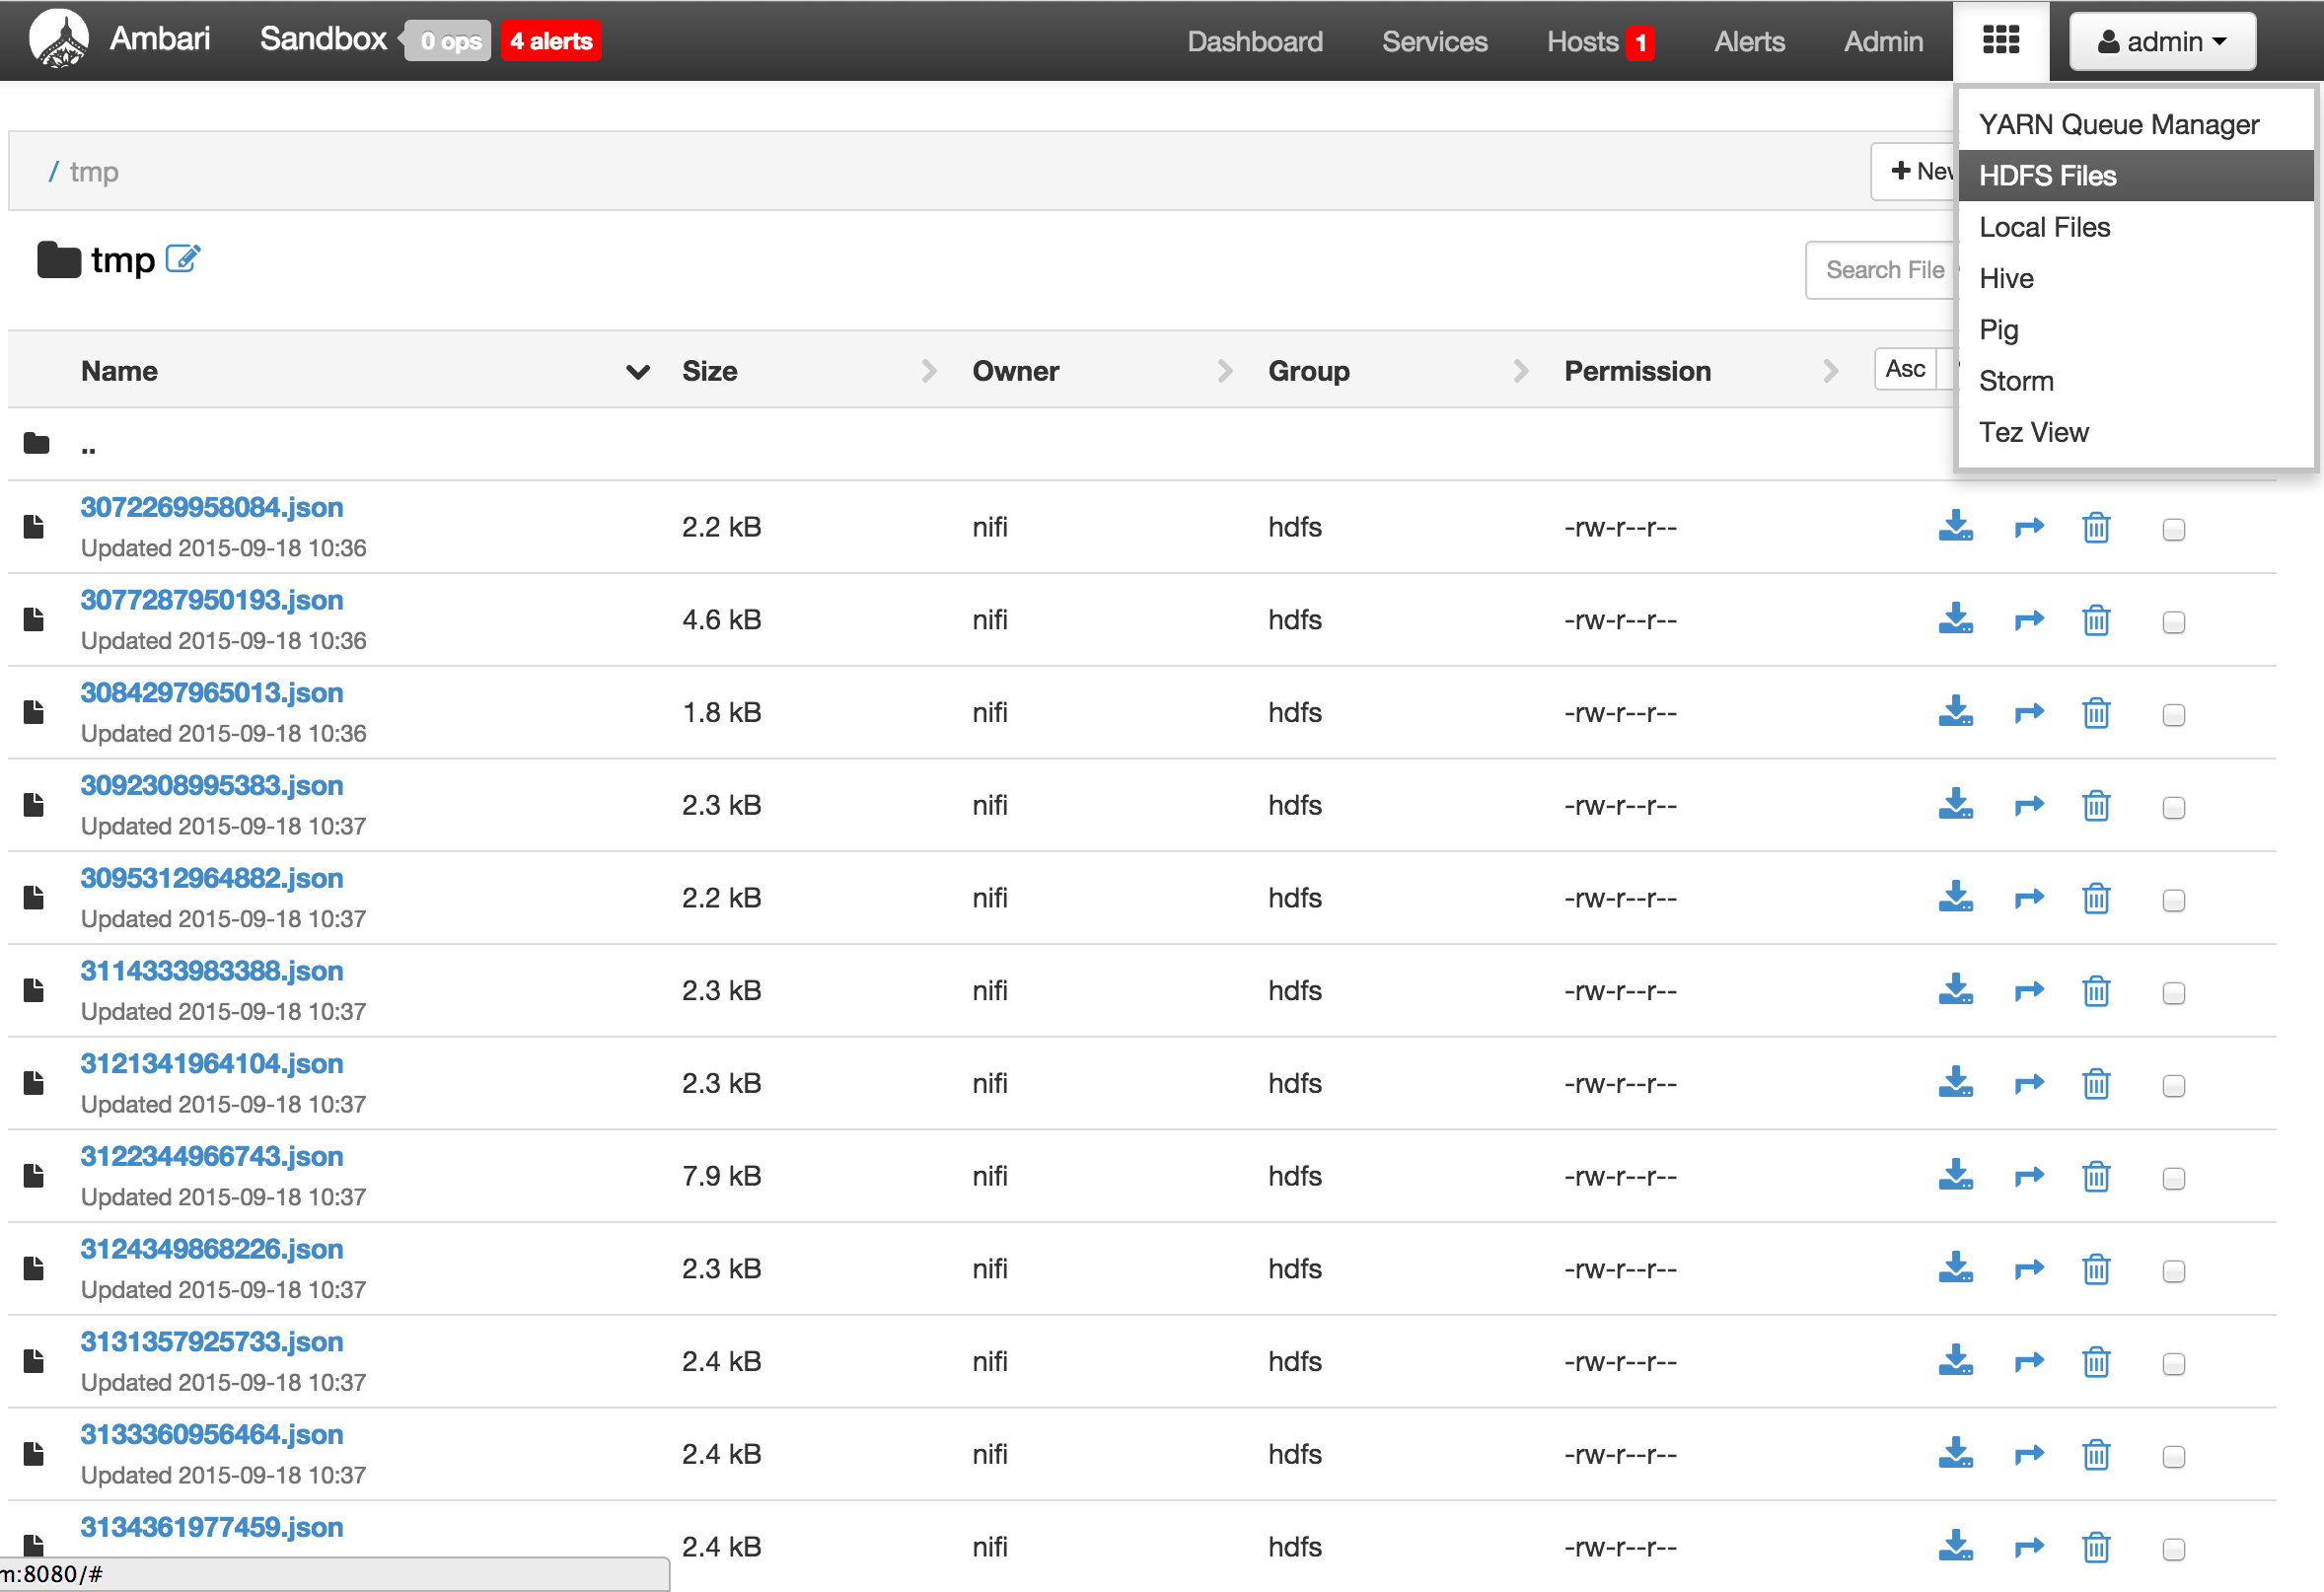 Ambari Sandbox 0 ops 4 alerts Dashboard Services Hosts 1 Alerts Admin admin
YARN Queue Manager
HDFS Files
Local Files
Hive
Pig
Storm
Tez View
/ tmp
tmp
Search File
Name Size Owner Group Permission Asc
..
3072269958084.json
Updated 2015-09-18 10:36
2.2 kB nifi hdfs -rw-r--r--
3077287950193.json
Updated 2015-09-18 10:36
4.6 kB nifi hdfs -rw-r--r--
3084297965013.json
Updated 2015-09-18 10:36
1.8 kB nifi hdfs -rw-r--r--
3092308995383.json
Updated 2015-09-18 10:37
2.3 kB nifi hdfs -rw-r--r--
3095312964882.json
Updated 2015-09-18 10:37
2.2 kB nifi hdfs -rw-r--r--
3114333983388.json
Updated 2015-09-18 10:37
2.3 kB nifi hdfs -rw-r--r--
3121341964104.json
Updated 2015-09-18 10:37
2.3 kB nifi hdfs -rw-r--r--
3122344966743.json
Updated 2015-09-18 10:37
7.9 kB nifi hdfs -rw-r--r--
3124349868226.json
Updated 2015-09-18 10:37
2.3 kB nifi hdfs -rw-r--r--
3131357925733.json
Updated 2015-09-18 10:37
2.4 kB nifi hdfs -rw-r--r--
3133360956464.json
Updated 2015-09-18 10:37
2.4 kB nifi hdfs -rw-r--r--
3134361977459.json
2.4 kB nifi hdfs -rw-r--r--
m:8080/#